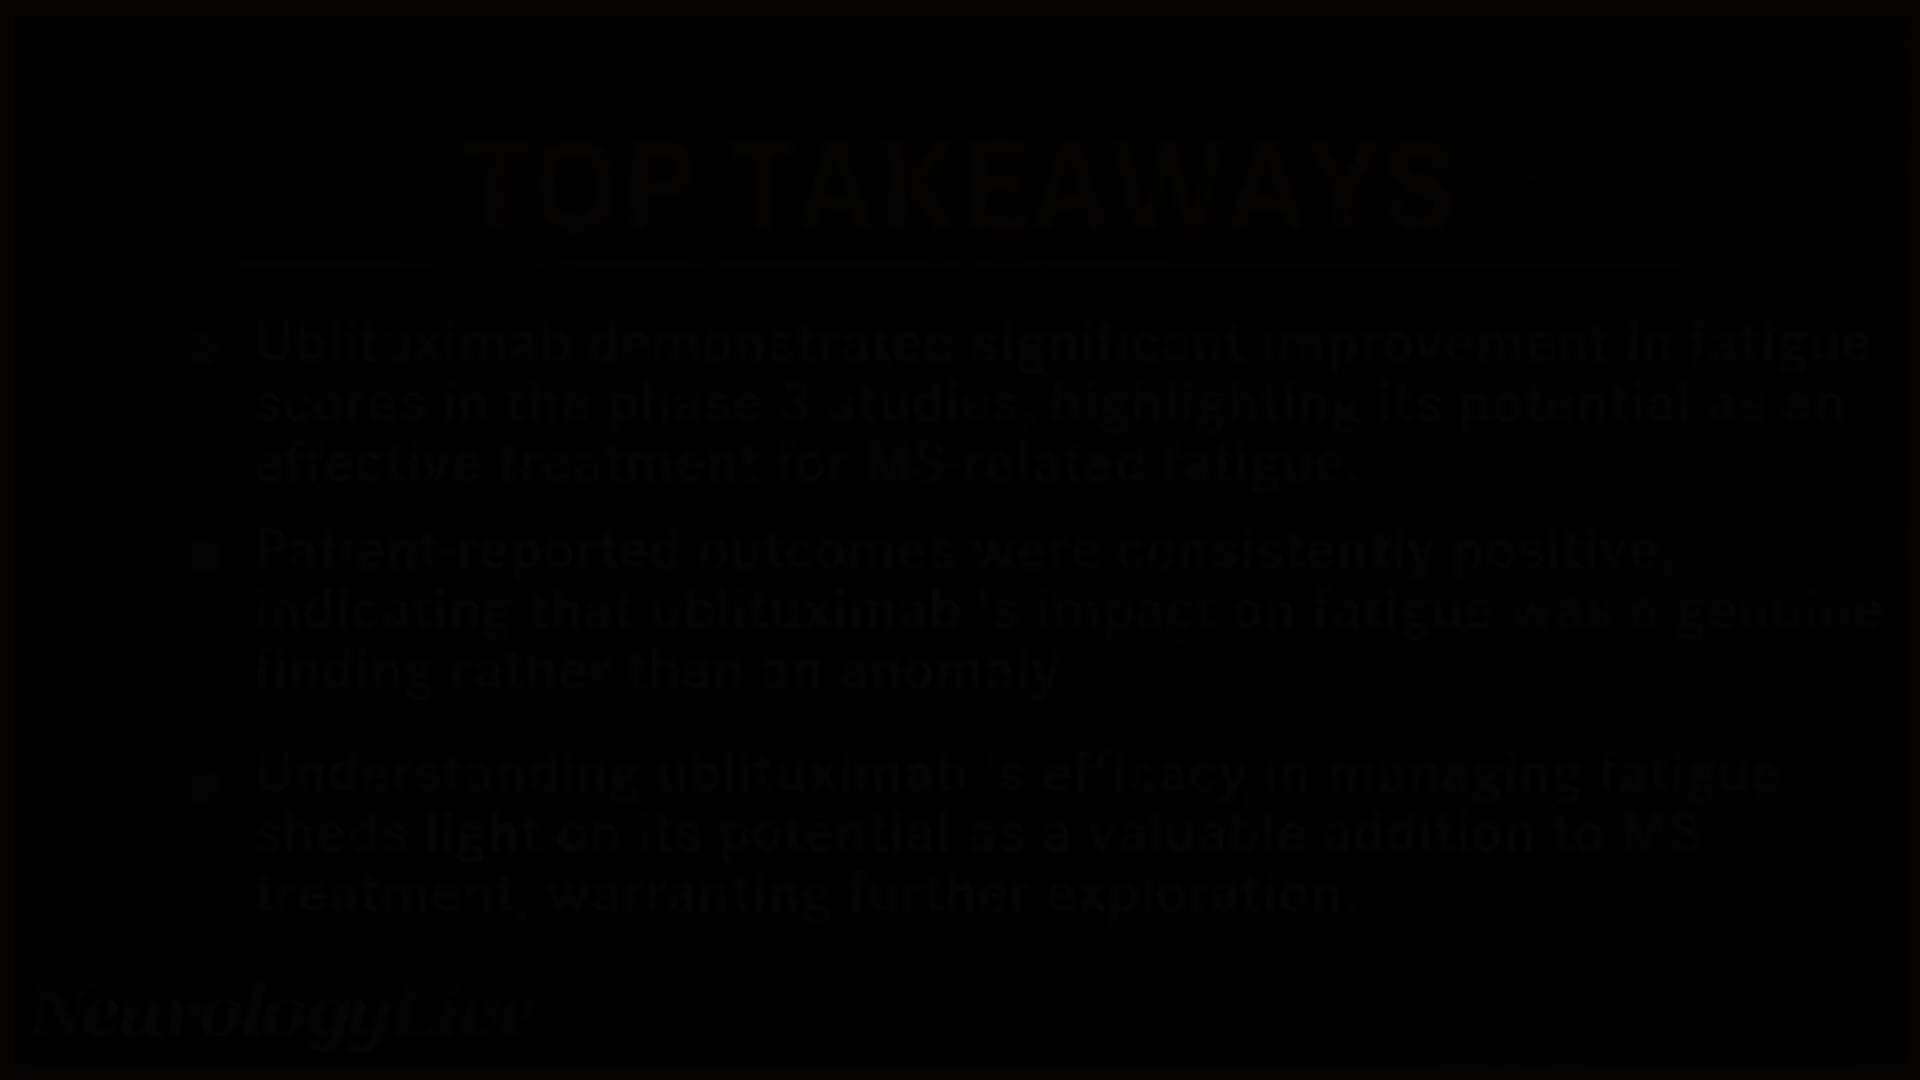 TOP TAKEAWAYS
Ublituximab demonstrated significant improvement in fatigue
scores in the phase 3 studies, highlighting its potential as an
effective treatment for MS-related fatigue.
Patient-reported outcomes were consistently positive,
indicating that ublituximab 's impact on fatigue was a genuine
finding rather than an anomaly.
Understanding ublituximab 's efficacy in managing fatigue
sheds light on its potential as a valuable addition to MS
treatment, warranting further exploration.
NeurologyLive